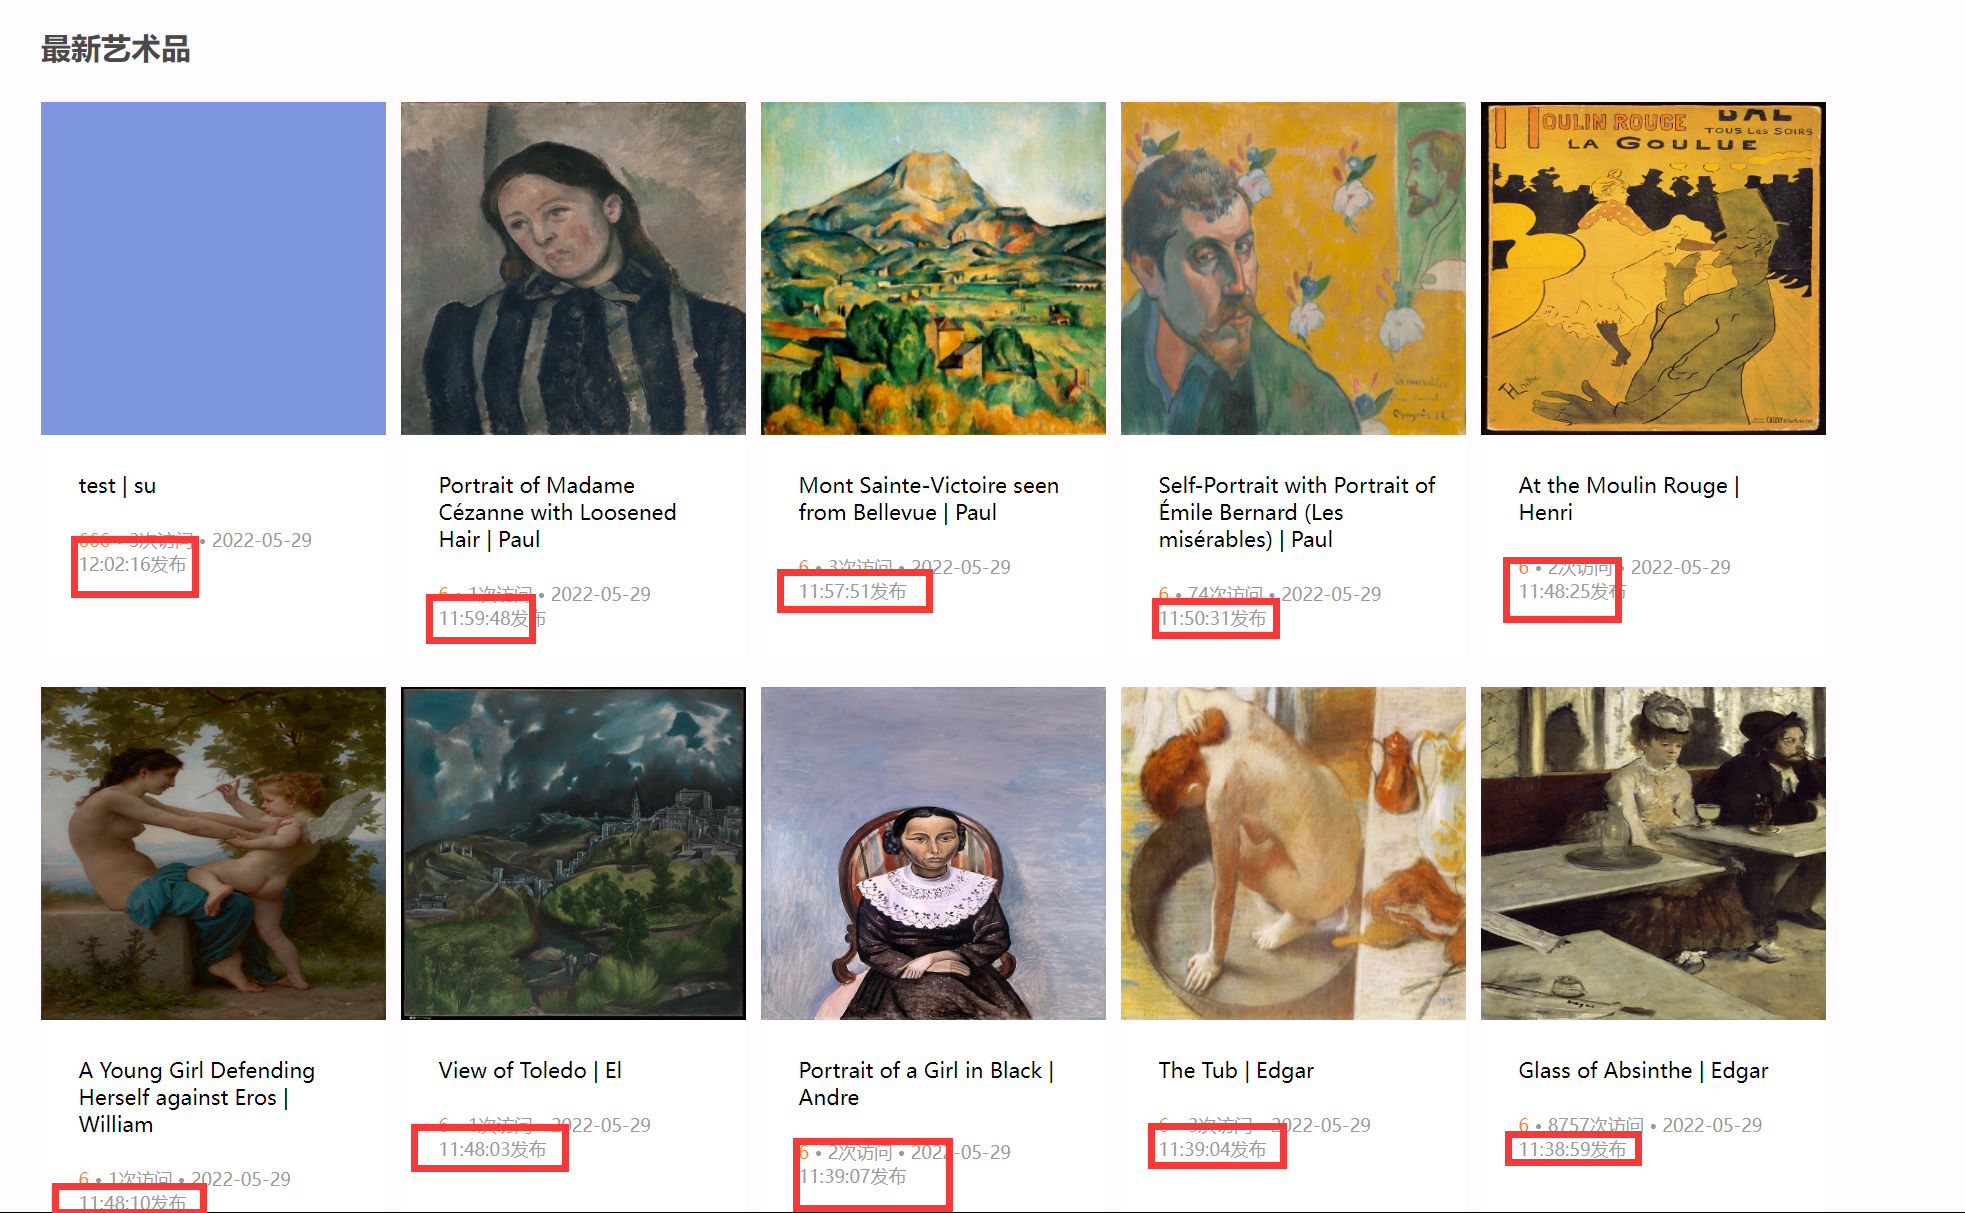 最新艺术品
OULIN ROUGE
BAL
TOUS LES SOIRS
LA GOULUE
test | su
666 • 3次访问 • 2022-05-29
12:02:16发布
Portrait of Madame
Cézanne with Loosened
Hair | Paul
6 • 1次访问 • 2022-05-29
11:59:48发布
Mont Sainte-Victoire seen
from Bellevue | Paul
6 • 3次访问 • 2022-05-29
11:57:51发布
Self-Portrait with Portrait of
Émile Bernard (Les
misérables) | Paul
6 • 74次访问 • 2022-05-29
11:50:31发布
At the Moulin Rouge |
Henri
6 • 2次访问 • 2022-05-29
11:48:25发布
A Young Girl Defending
Herself against Eros |
William
6 • 1次访问 • 2022-05-29
11:48:10发布
View of Toledo | El
6 • 1次访问 • 2022-05-29
11:48:03发布
Portrait of a Girl in Black |
Andre
6 • 2次访问 • 2022-05-29
11:39:07发布
The Tub | Edgar
6 • 3次访问 • 2022-05-29
11:39:04发布
Glass of Absinthe | Edgar
6 • 8757次访问 • 2022-05-29
11:38:59发布